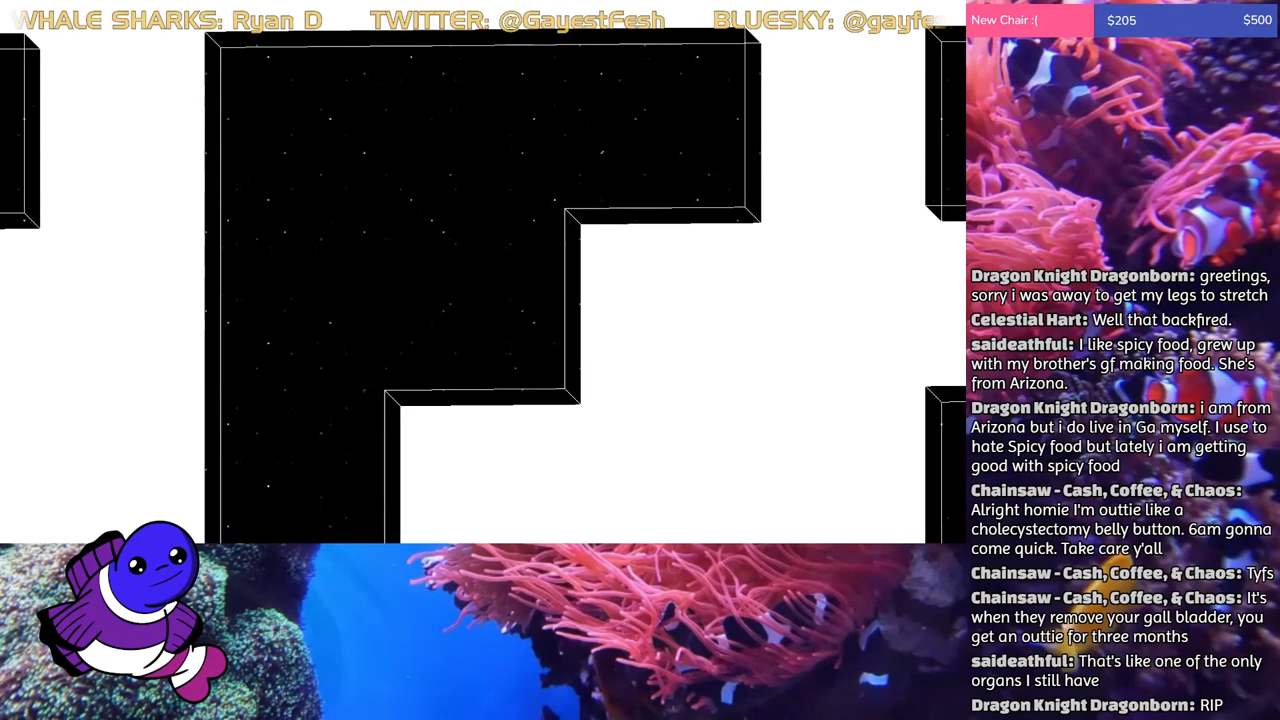 WHALE SHARKS: Ryan D TWITTER: @GayestFesh BLUESKY: @gayfes
New Chair :( $205 $500
Dragon Knight Dragonborn: greetings,
sorry i was away to get my legs to stretch
Celestial Hart: Well that backfired.
saideathful: I like spicy food, grew up
with my brother's gf making food. She's
from Arizona.
Dragon Knight Dragonborn: i am from
Arizona but i do live in Ga myself. I use to
hate Spicy food but lately i am getting
good with spicy food
Chainsaw - Cash, Coffee, & Chaos:
Alright homie I'm outtie like a
cholecystectomy belly button. 6am gonna
come quick. Take care y'all
Chainsaw - Cash, Coffee, & Chaos: Tyfs
Chainsaw - Cash, Coffee, & Chaos: It's
when they remove your gall bladder, you
get an outtie for three months
saideathful: That's like one of the only
organs I still have
Dragon Knight Dragonborn: RIP